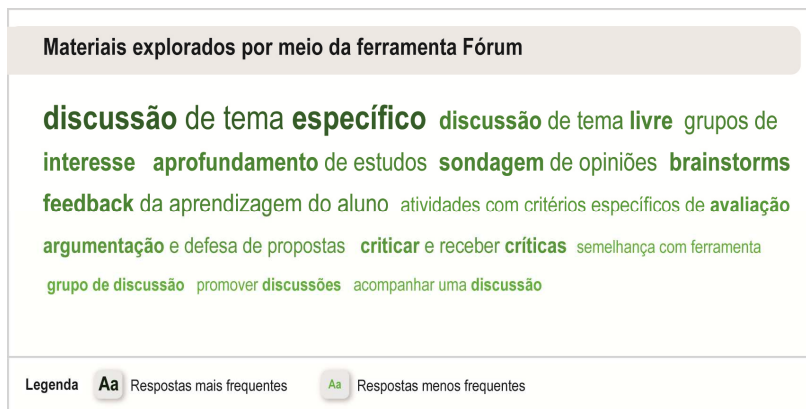 Materiais explorados por meio da ferramenta Fórum
discussão de tema específico discussão de tema livre grupos de
interesse aprofundamento de estudos sondagem de opiniões brainstorms
feedback da aprendizagem do aluno atividades com critérios específicos de avaliação
argumentação e defesa de propostas criticar e receber críticas semelhança com ferramenta
grupo de discussão promover discussões acompanhar uma discussão
Legenda Aa Respostas mais frequentes Aa Respostas menos frequentes